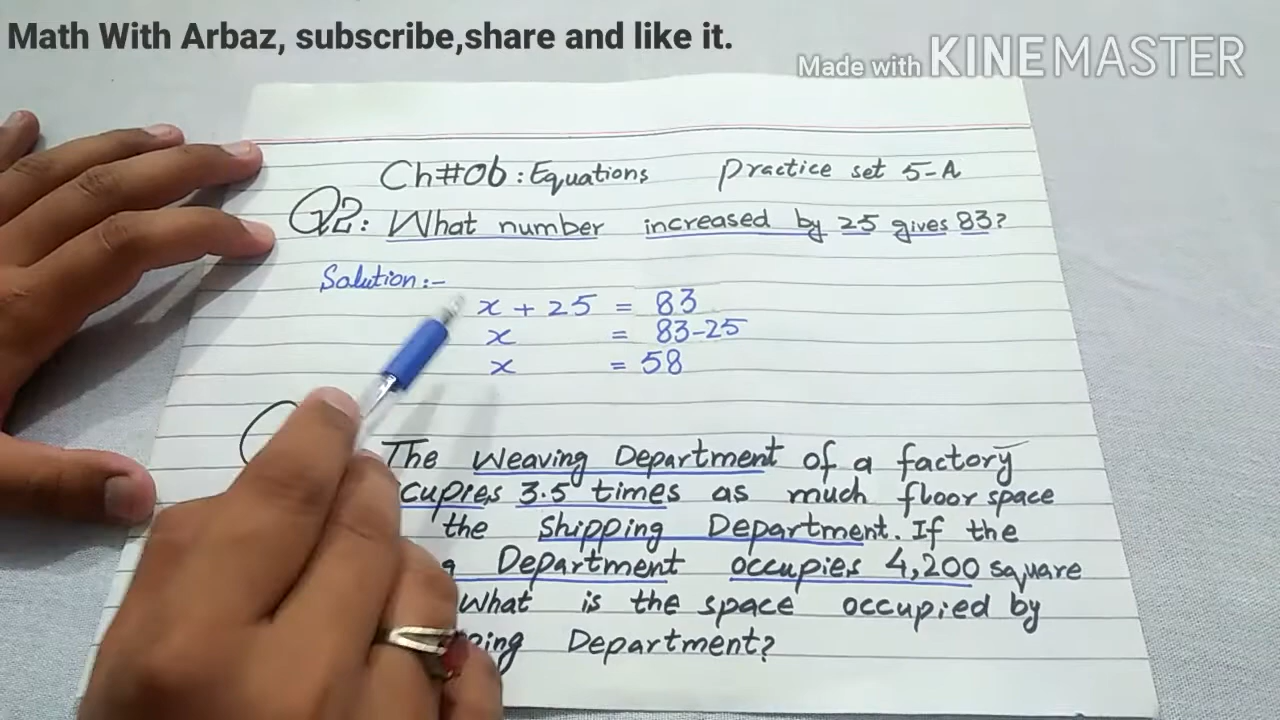 Math With Arbaz, subscribe,share and like it.
Made with KINEMASTER
Ch#06: Equations Practice set 5-A
Q2: What number increased by 25 gives 83?
Solution:-
x + 25 = 83
x = 83-25
x = 58
The Weaving Department of a factory
cupies 3.5 times as much floor space
the Shipping Department. If the
Department occupies 4,200 square
What is the space occupied by
ping Department?